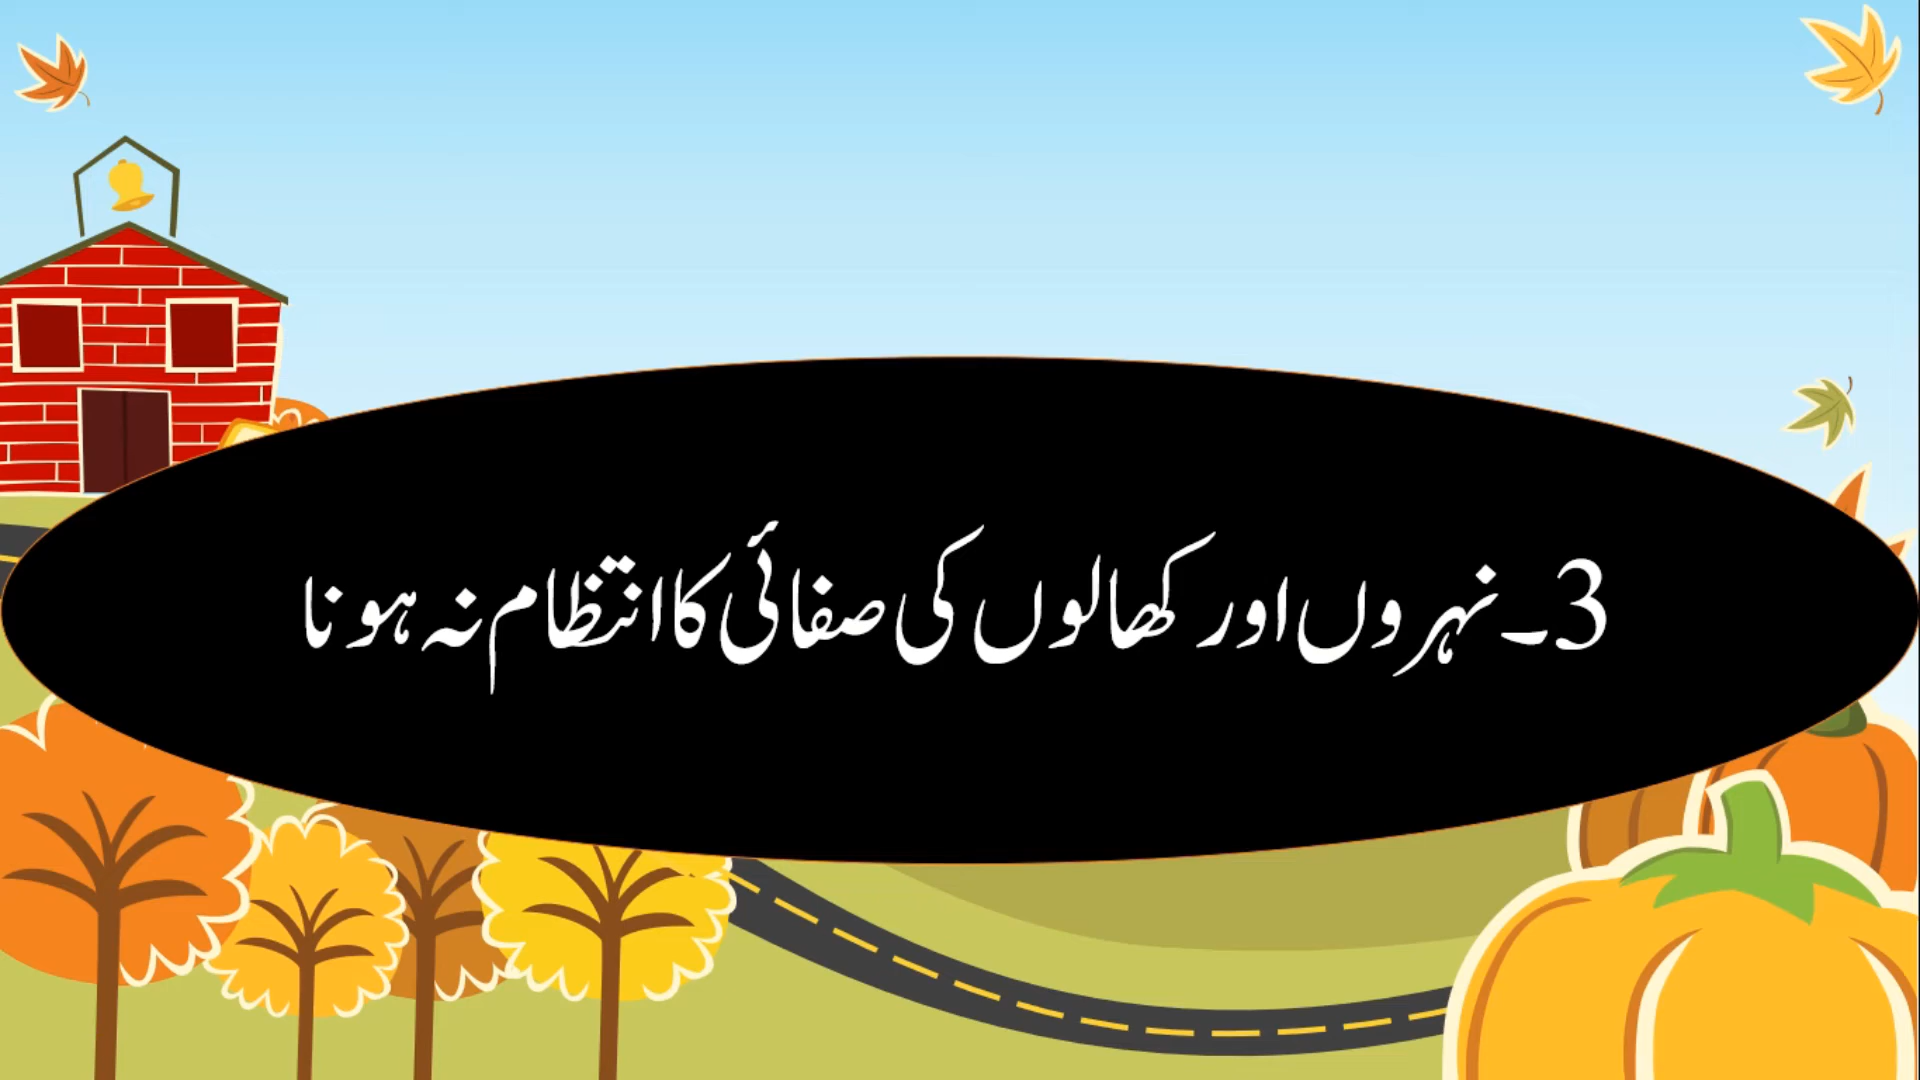 3۔نہروں اور کھالوں کی صفائی کا انتظام نہ ہونا